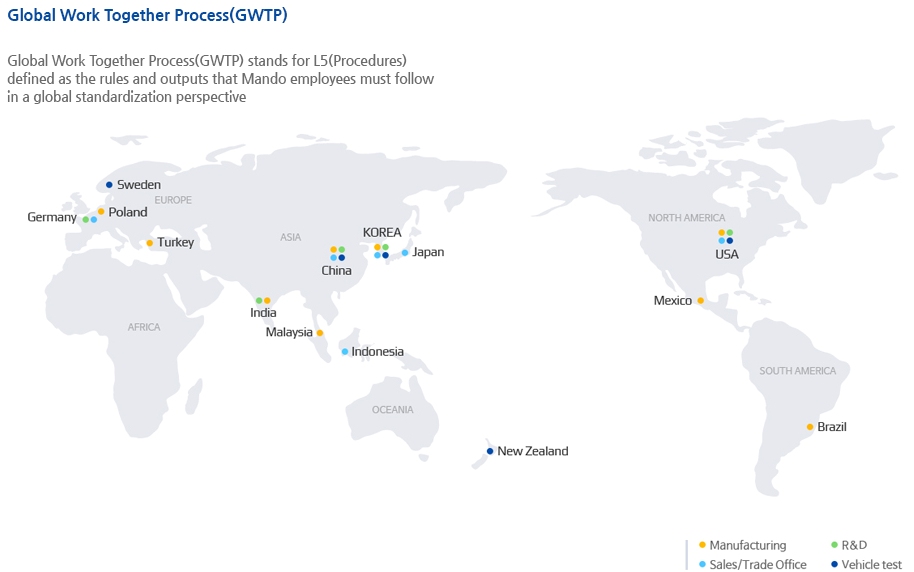 Global Work Together Process(GWTP)
Global Work Together Process(GWTP) stands for L5(Procedures)
defined as the rules and outputs that Mando employees must follow
in a global standardization perspective
Sweden
EUROPE
Germany
Poland
Turkey
ASIA
KOREA
China
Japan
India
Malaysia
Indonesia
AFRICA
OCEANIA
New Zealand
NORTH AMERICA
USA
Mexico
SOUTH AMERICA
Brazil
Manufacturing
R&D
Sales/Trade Office
Vehicle test